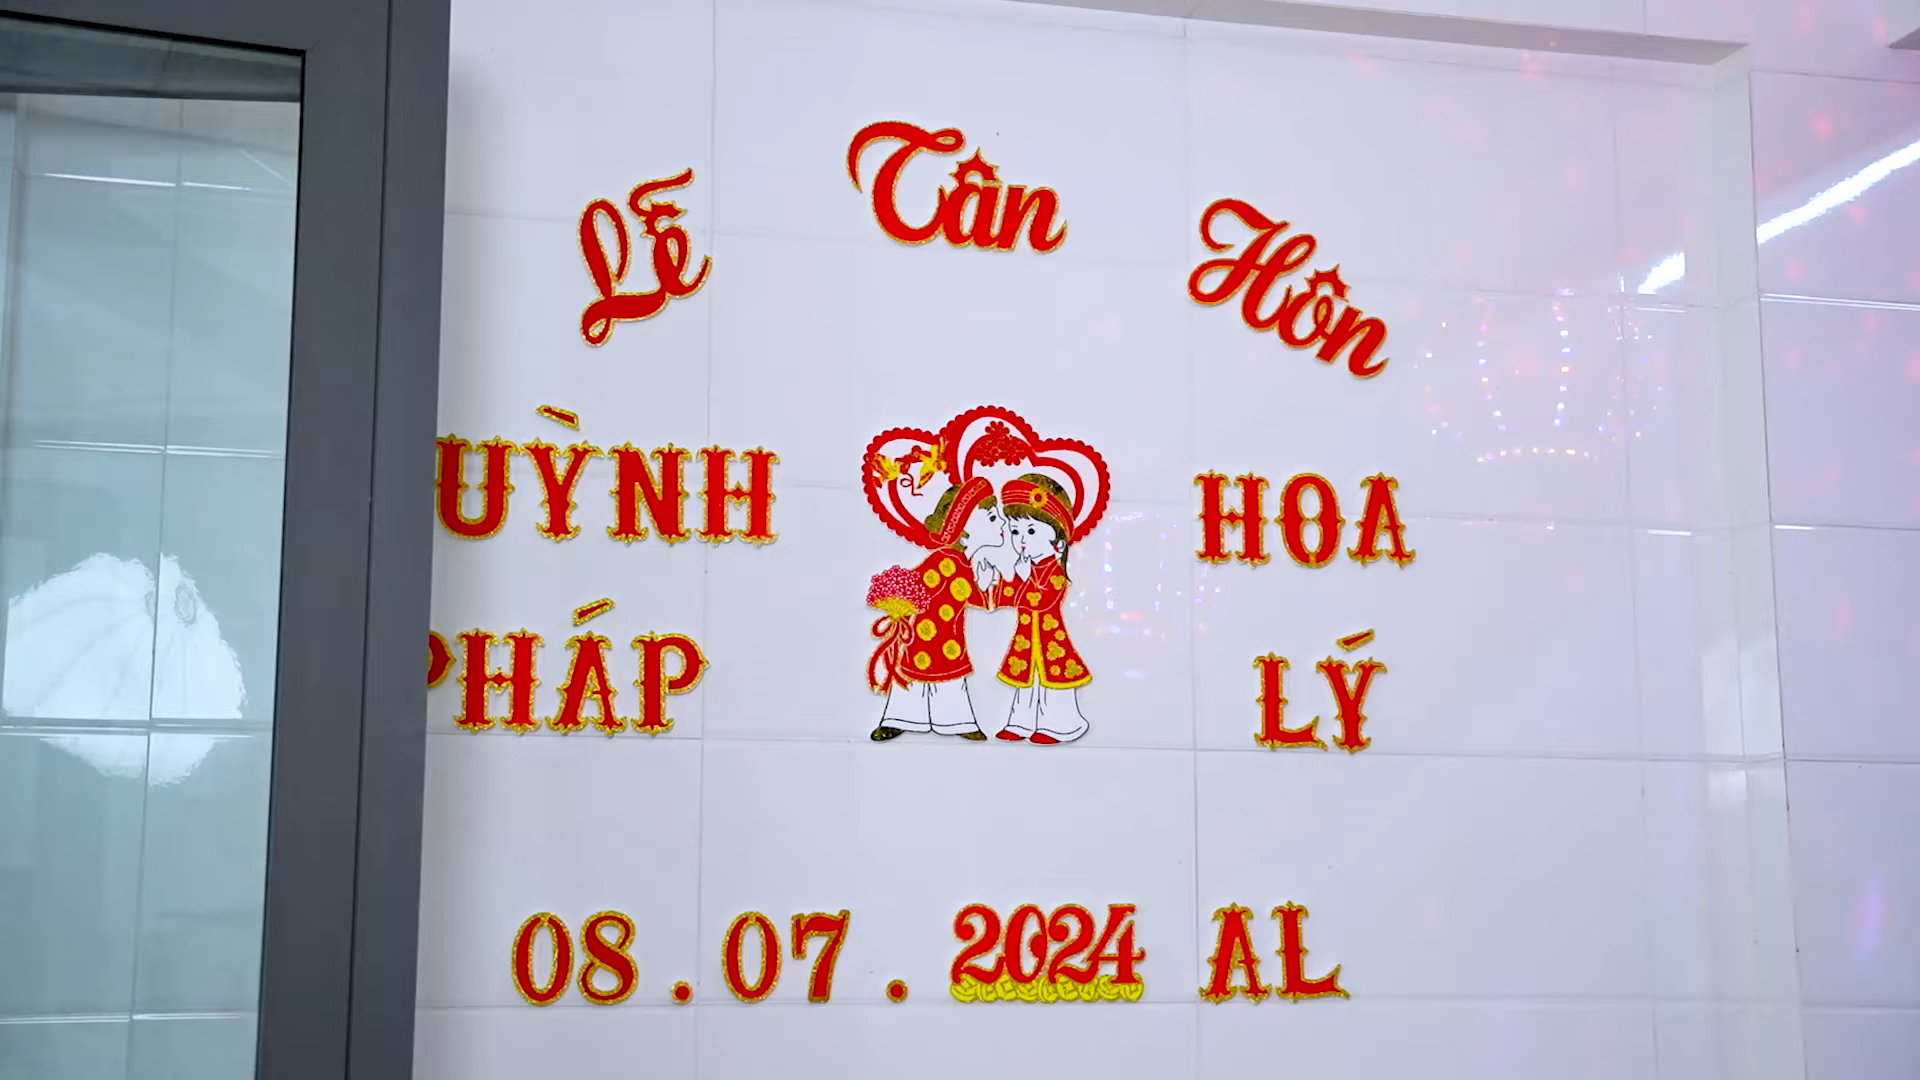 Lễ Tân Hôn
UỲNH HOA
PHÁP LÝ
08.07.2024 AL